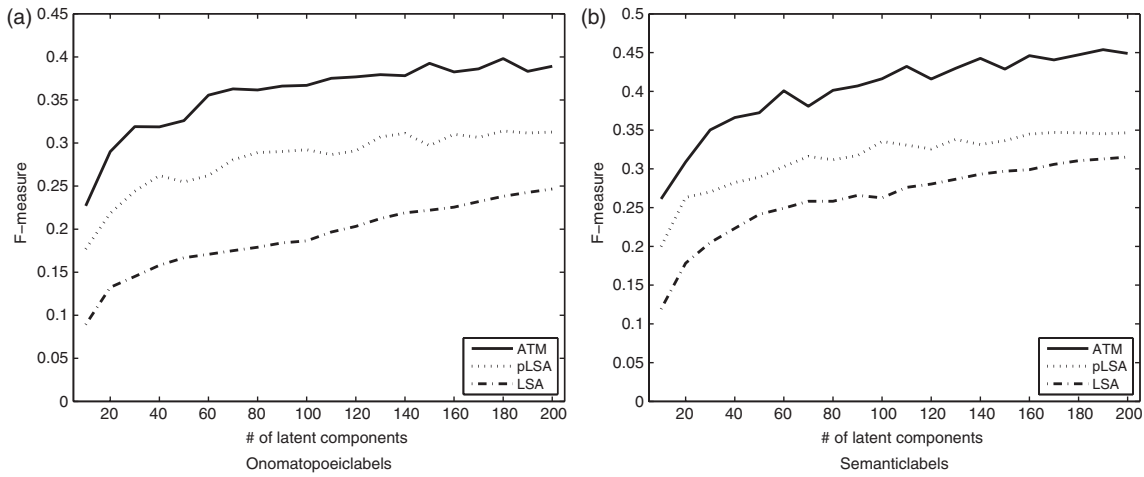 (a)
0.45
0.4
0.35
0.3
0.25
0.2
0.15
0.1
0.05
0
F-measure
20 40 60 80 100 120 140 160 180 200
# of latent components
ATM
pLSA
LSA
Onomatopoeiclabels
(b)
0.5
0.45
0.4
0.35
0.3
0.25
0.2
0.15
0.1
0.05
0
F-measure
20 40 60 80 100 120 140 160 180 200
# of latent components
ATM
pLSA
LSA
Semanticlabels